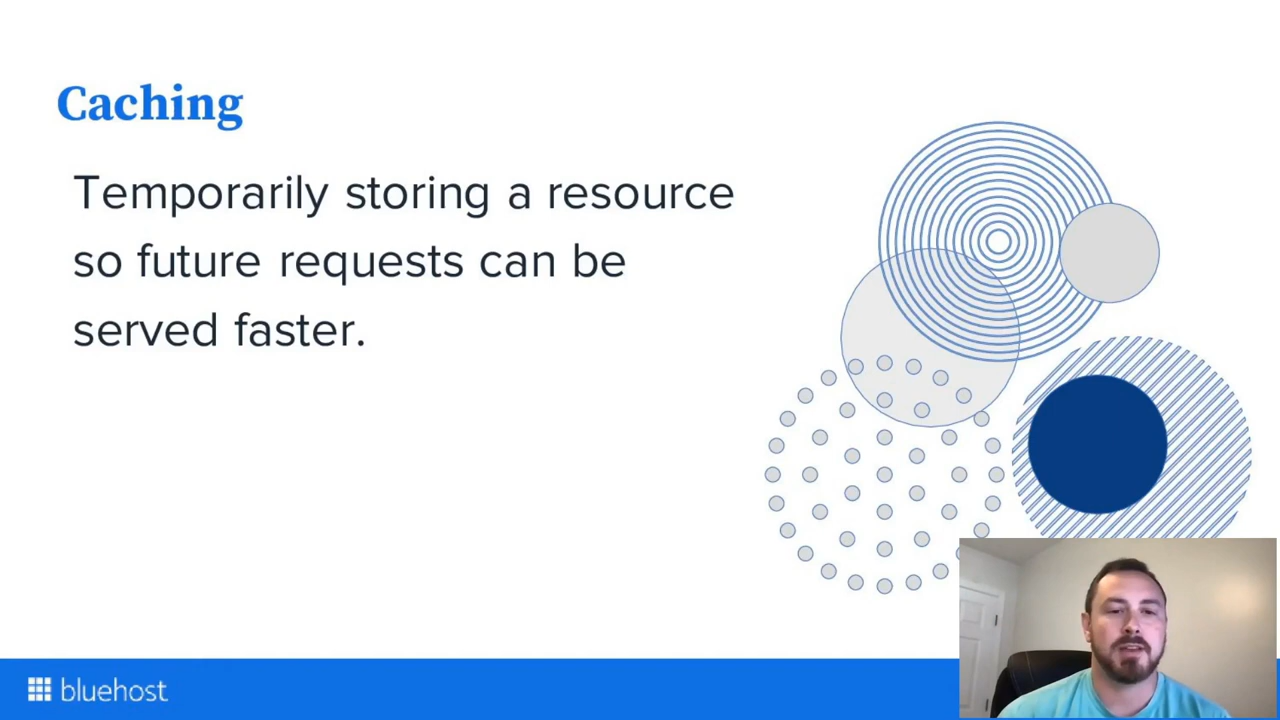 Caching
Temporarily storing a resource
so future requests can be
served faster.
bluehost